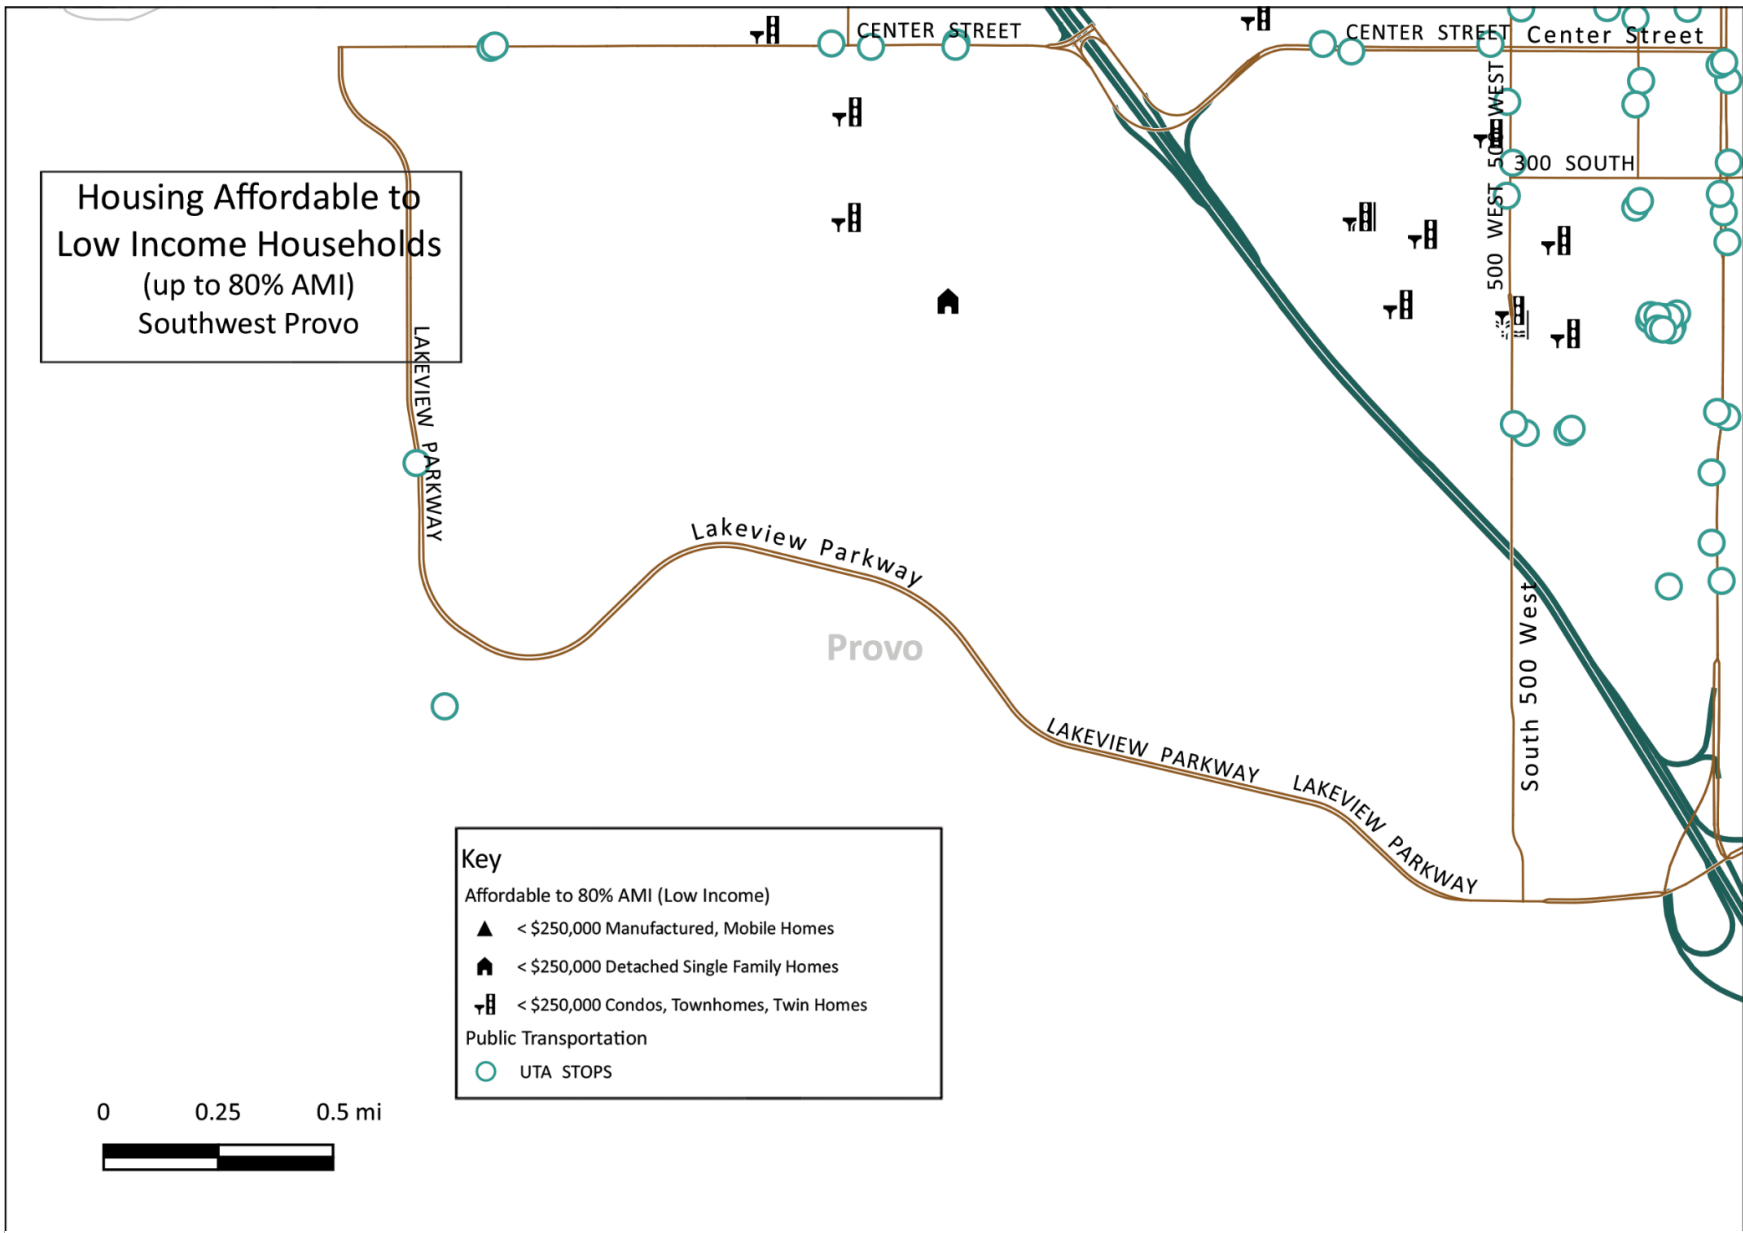 CENTER STREET
CENTER STREET
Center Street
500 WEST
300 SOUTH
500 WEST
Housing Affordable to
Low Income Households
(up to 80% AMI)
Southwest Provo
LAKEVIEW PARKWAY
Lakeview Parkway
Provo
South 500 West
LAKEVIEW PARKWAY
LAKEVIEW PARKWAY
Key
Affordable to 80% AMI (Low Income)
< $250,000 Manufactured, Mobile Homes
< $250,000 Detached Single Family Homes
< $250,000 Condos, Townhomes, Twin Homes
Public Transportation
UTA STOPS
0 0.25 0.5 mi